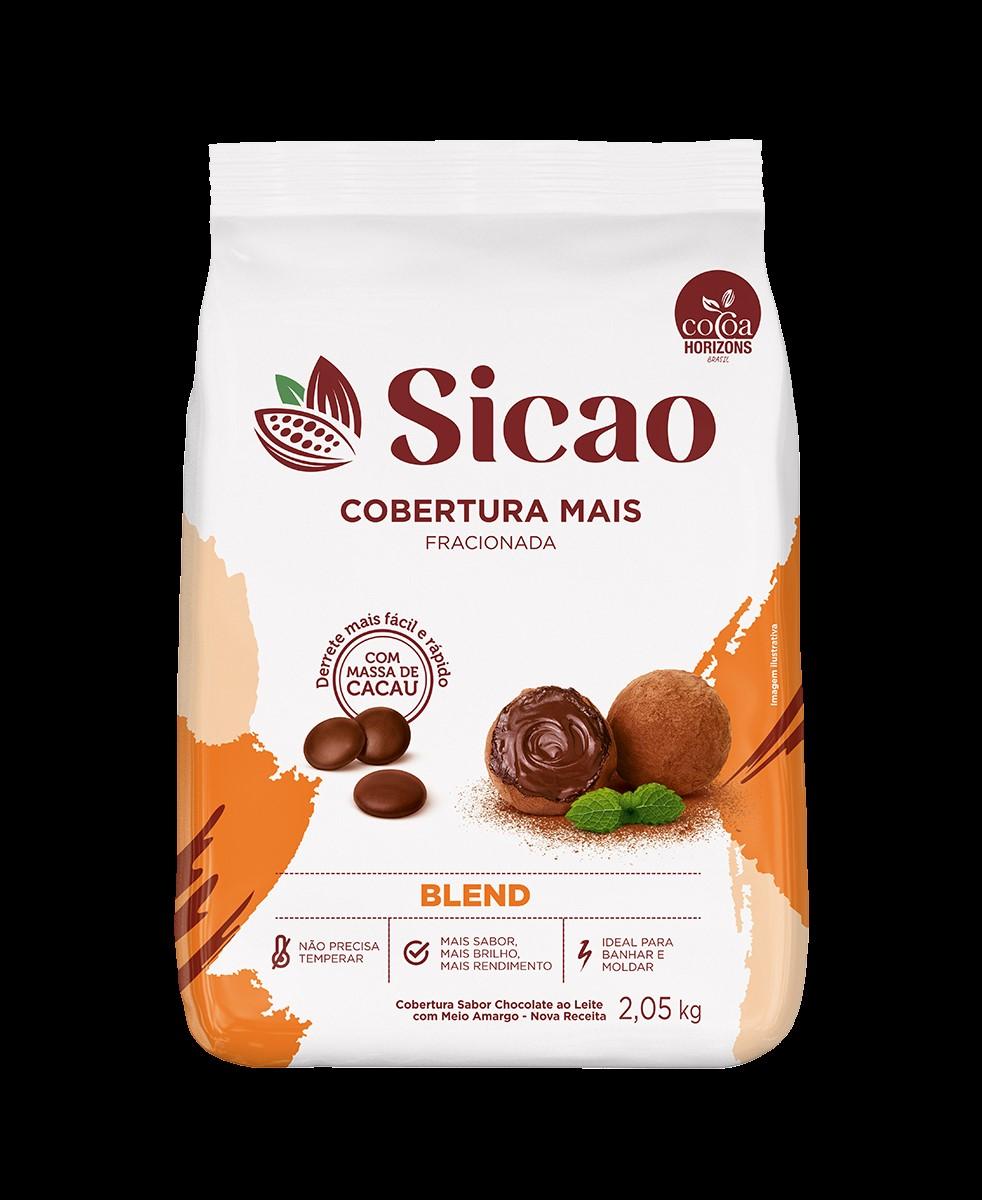 cocoa
HORIZONS
BRASIL
Sicao
COBERTURA MAIS
FRACIONADA
Derrete mais fácil e rápido
COM
MASSA DE
CACAU
Imagem ilustrativa
BLEND
NÃO PRECISA
TEMPERAR
MAIS SABOR,
MAIS BRILHO,
MAIS RENDIMENTO
IDEAL PARA
BANHAR E
MOLDAR
Cobertura Sabor Chocolate ao Leite
com Meio Amargo - Nova Receita
2,05 kg